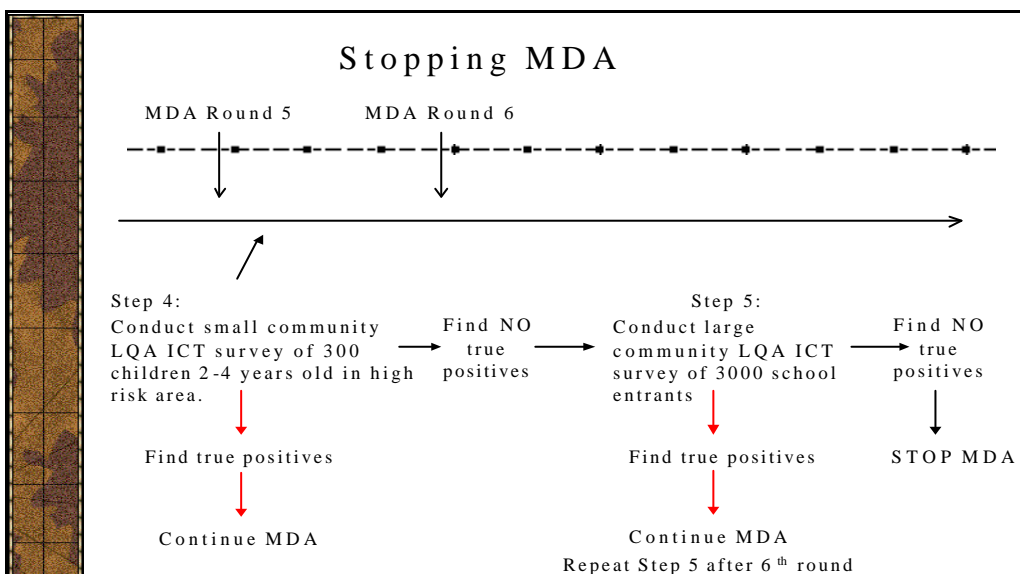 Stopping MDA
MDA Round 5
MDA Round 6
Step 4:
Conduct small community
LQA ICT survey of 300
children 2-4 years old in high
risk area.
Find NO
true
positives
Step 5:
Conduct large
community LQA ICT
survey of 3000 school
entrants
Find NO
true
positives
Find true positives
Find true positives
STOP MDA
Continue MDA
Continue MDA
Repeat Step 5 after 6th round